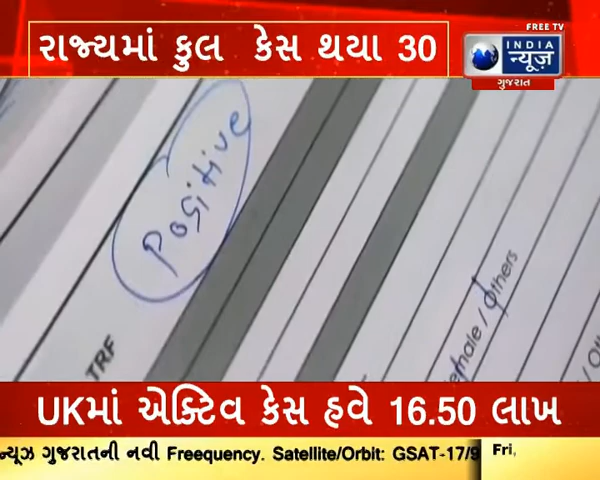 રાજ્યમાં કુલ કેસ થયા 30
FREE TV
INDIA
न्यूज़
ગુજરાત
Positive
TRF
Female / Others
UKમાં એક્ટિવ કેસ હવે 16.50 લાખ
ન્યૂઝ ગુજરાતની નવી Freequency. Satellite/Orbit: GSAT-17/9
Fri,